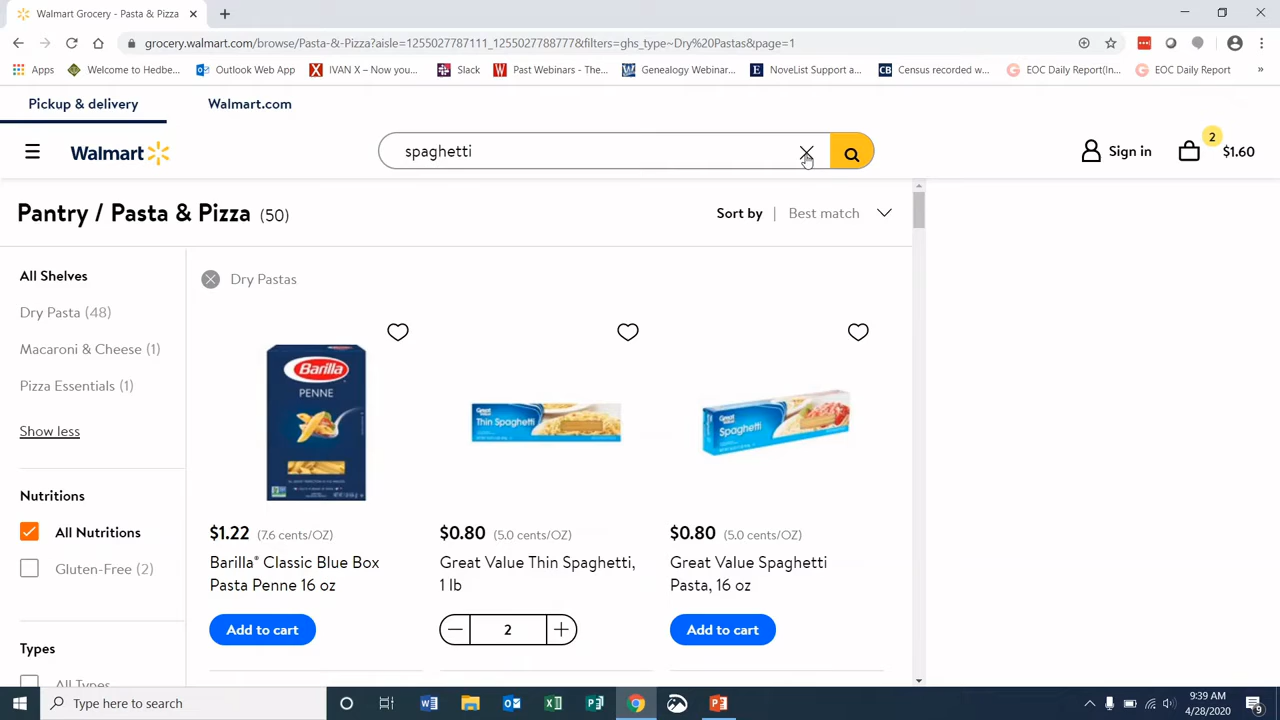 Walmart Grocery - Pasta & Pizza
grocery.walmart.com/browse/Pasta-&-Pizza?aisle=1255027787111_1255027788777&filters=ghs_type~Dry%20Pastas&page=1
Apps Welcome to Hedbe... Outlook Web App IVAN X – Now you... Slack Past Webinars - The... Genealogy Webinar... NoveList Support a... CB Census recorded w... EOC Daily Report(In... EOC Daily Report »
Pickup & delivery Walmart.com
Walmart spaghetti Sign in 2 $1.60
Pantry / Pasta & Pizza (50) Sort by | Best match
All Shelves
Dry Pastas
Dry Pasta (48)
Macaroni & Cheese (1)
Pizza Essentials (1)
Show less
Nutritions
All Nutritions
Gluten-Free (2)
Types
All Types
Barilla
PENNE
Great Value
Thin Spaghetti
Great Value
Spaghetti
$1.22 (7.6 cents/OZ)
Barilla® Classic Blue Box
Pasta Penne 16 oz
Add to cart
$0.80 (5.0 cents/OZ)
Great Value Thin Spaghetti,
1 lb
2
$0.80 (5.0 cents/OZ)
Great Value Spaghetti
Pasta, 16 oz
Add to cart
Type here to search
9:39 AM
4/28/2020